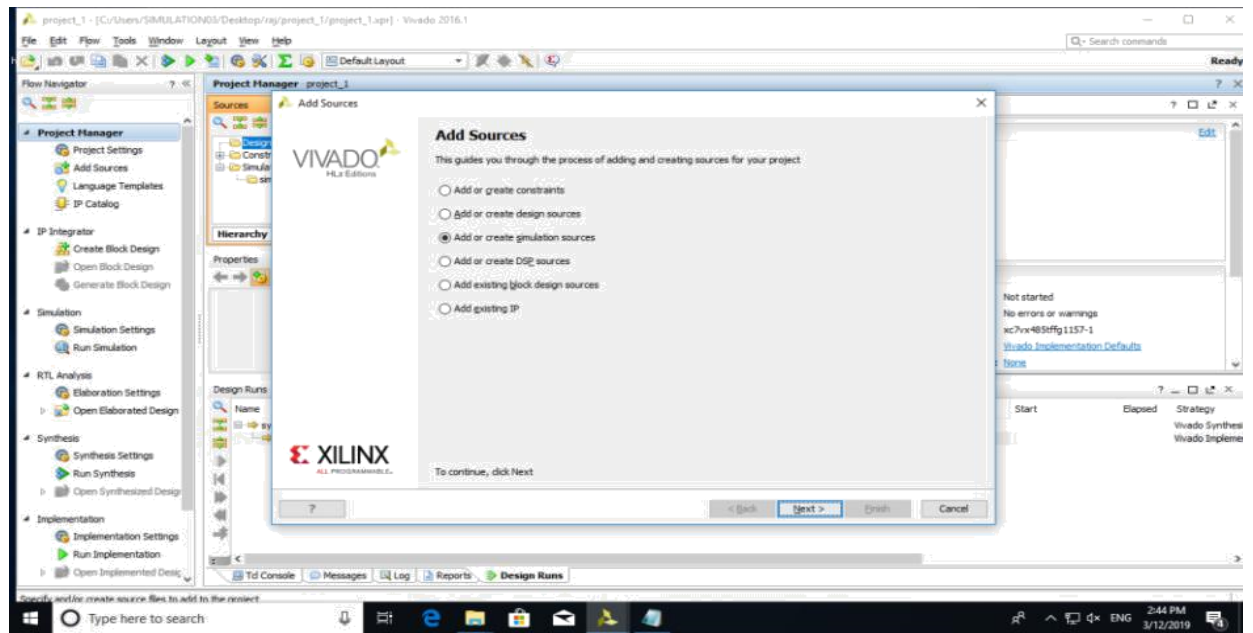 project_1 - [C:/Users/SIMULATION03/Desktop/raj/project_1/project_1.xpr] - Vivado 2016.1
File Edit Flow Tools Window Layout View Help
Q- Search commands
Default Layout
Ready
Flow Navigator
Project Manager project_1
Sources
Add Sources
Project Manager
Project Settings
Add Sources
Language Templates
IP Catalog
IP Integrator
Create Block Design
Open Block Design
Generate Block Design
Simulation
Simulation Settings
Run Simulation
RTL Analysis
Elaboration Settings
Open Elaborated Design
Synthesis
Synthesis Settings
Run Synthesis
Open Synthesized Desig
Implementation
Implementation Settings
Run Implementation
Open Implemented Desig
Design
Constr
Simula
sim
Hierarchy
Properties
Design Runs
Name
sy
VIVADO
HLx Editions
XILINX
ALL PROGRAMMABLE.
Add Sources
This guides you through the process of adding and creating sources for your project
Add or create constraints
Add or create design sources
Add or create simulation sources
Add or create DSP sources
Add existing block design sources
Add existing IP
To continue, click Next
?
< Back Next > Finish Cancel
Edit
Not started
No errors or warnings
xc7vx485tffg1157-1
Vivado Implementation Defaults
None
Start Elapsed Strategy
Vivado Synthesi
Vivado Impleme
Tcl Console Messages Log Reports Design Runs
Specify and/or create source files to add to the project
Type here to search
ENG
2:44 PM
3/12/2019